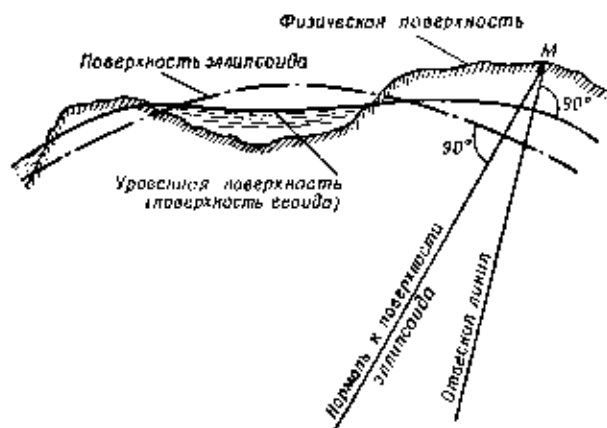 Физическая поверхность
М
Поверхность эллипсоида
90°
90°
Уровенная поверхность
(поверхность геоида)
Нормаль к поверхности
эллипсоида
Отвесная линия